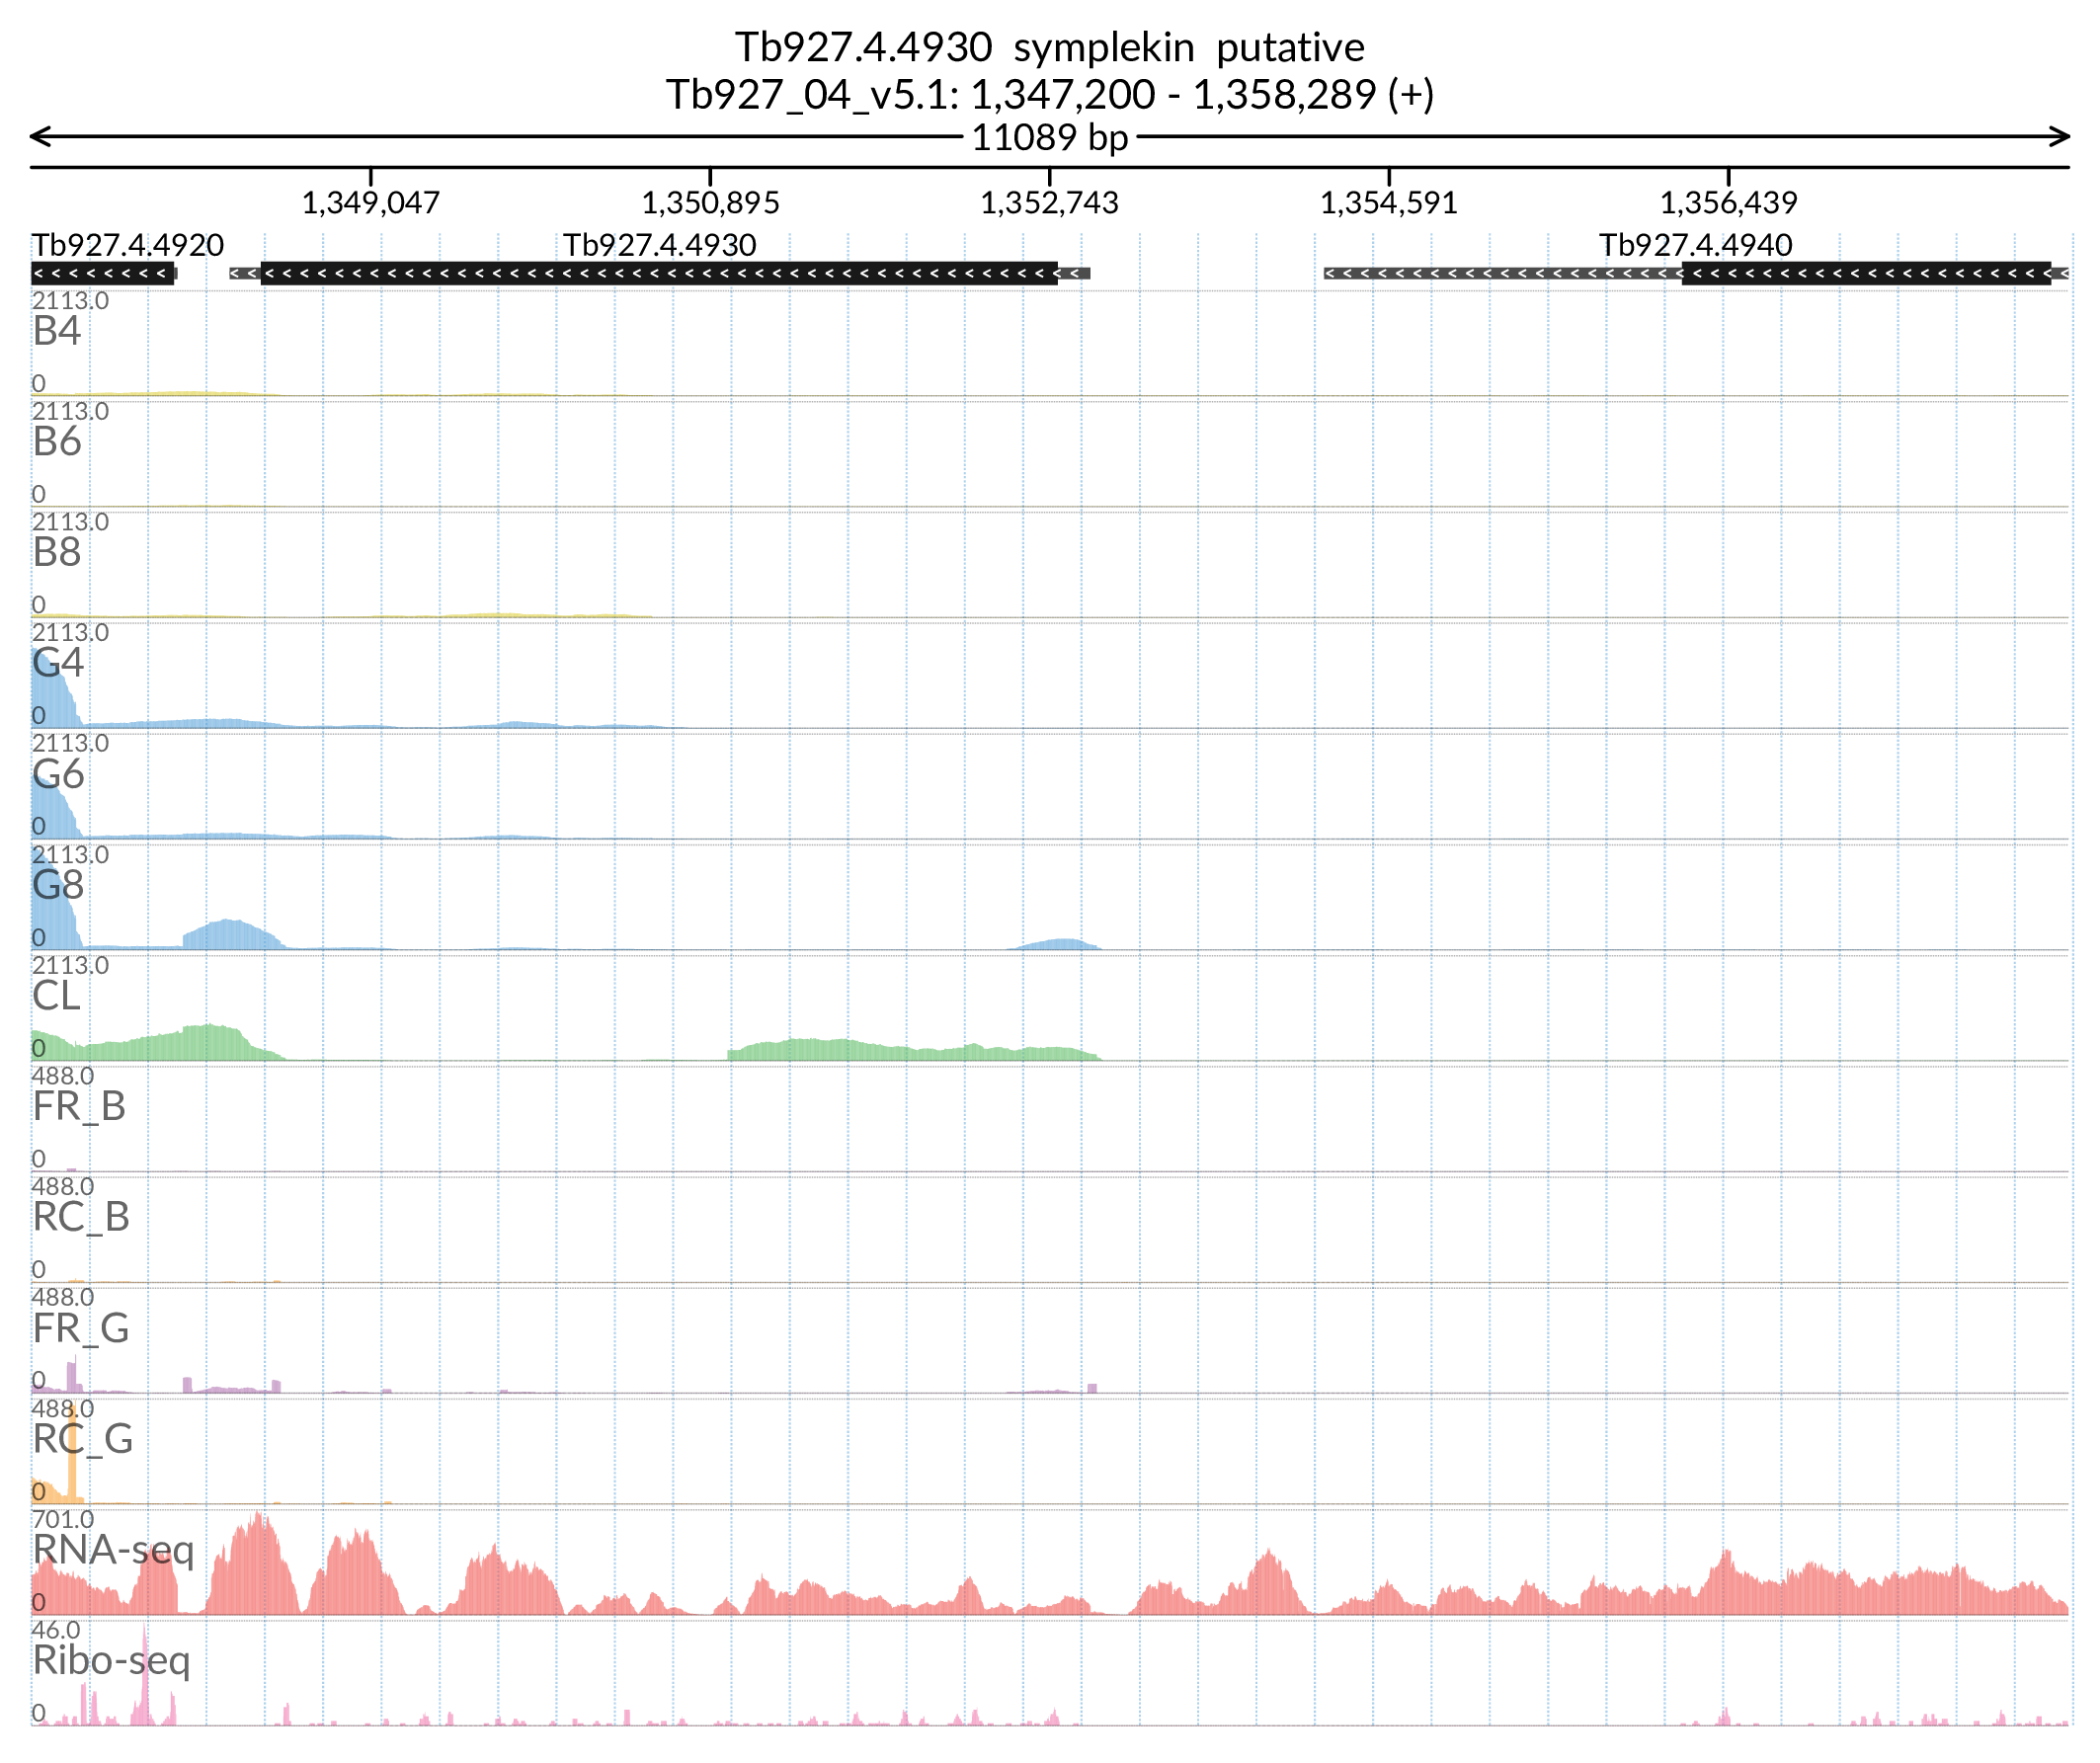 Tb927.4.4930 symplekin putative
Tb927_04_v5.1: 1,347,200 - 1,358,289 (+)
11089 bp
1,349,047 1,350,895 1,352,743 1,354,591 1,356,439
Tb927.4.4920 Tb927.4.4930 Tb927.4.4940
2113.0
B4
0
2113.0
B6
0
2113.0
B8
0
2113.0
G4
0
2113.0
G6
0
2113.0
G8
0
2113.0
CL
0
488.0
FR_B
0
488.0
RC_B
0
488.0
FR_G
0
488.0
RC_G
0
701.0
RNA-seq
0
46.0
Ribo-seq
0